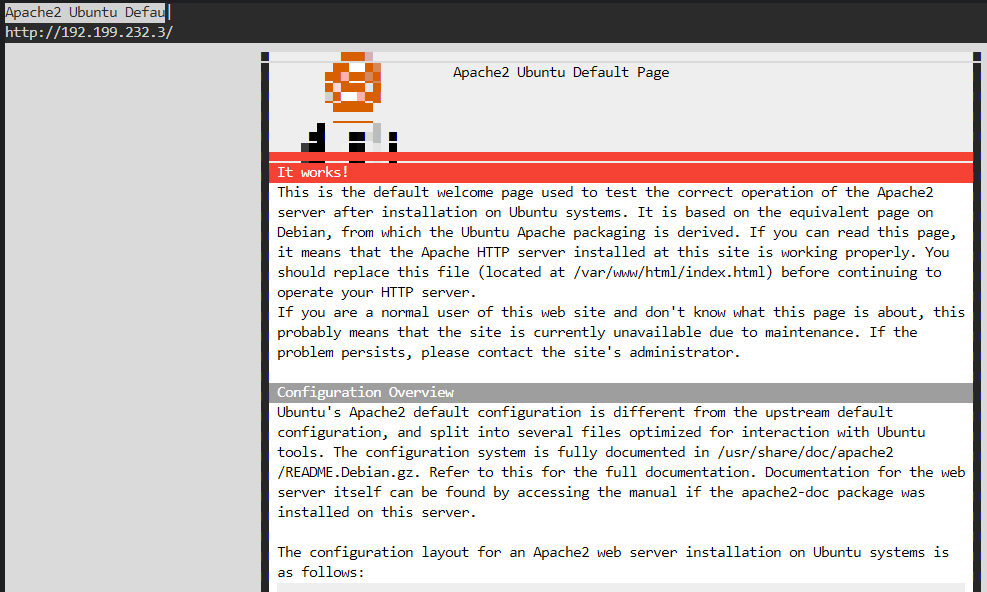 Apache2 Ubuntu Defau
http://192.199.232.3/
Apache2 Ubuntu Default Page
It works!
This is the default welcome page used to test the correct operation of the Apache2
server after installation on Ubuntu systems. It is based on the equivalent page on
Debian, from which the Ubuntu Apache packaging is derived. If you can read this page,
it means that the Apache HTTP server installed at this site is working properly. You
should replace this file (located at /var/www/html/index.html) before continuing to
operate your HTTP server.
If you are a normal user of this web site and don't know what this page is about, this
probably means that the site is currently unavailable due to maintenance. If the
problem persists, please contact the site's administrator.
Configuration Overview
Ubuntu's Apache2 default configuration is different from the upstream default
configuration, and split into several files optimized for interaction with Ubuntu
tools. The configuration system is fully documented in /usr/share/doc/apache2
/README.Debian.gz. Refer to this for the full documentation. Documentation for the web
server itself can be found by accessing the manual if the apache2-doc package was
installed on this server.
The configuration layout for an Apache2 web server installation on Ubuntu systems is
as follows: